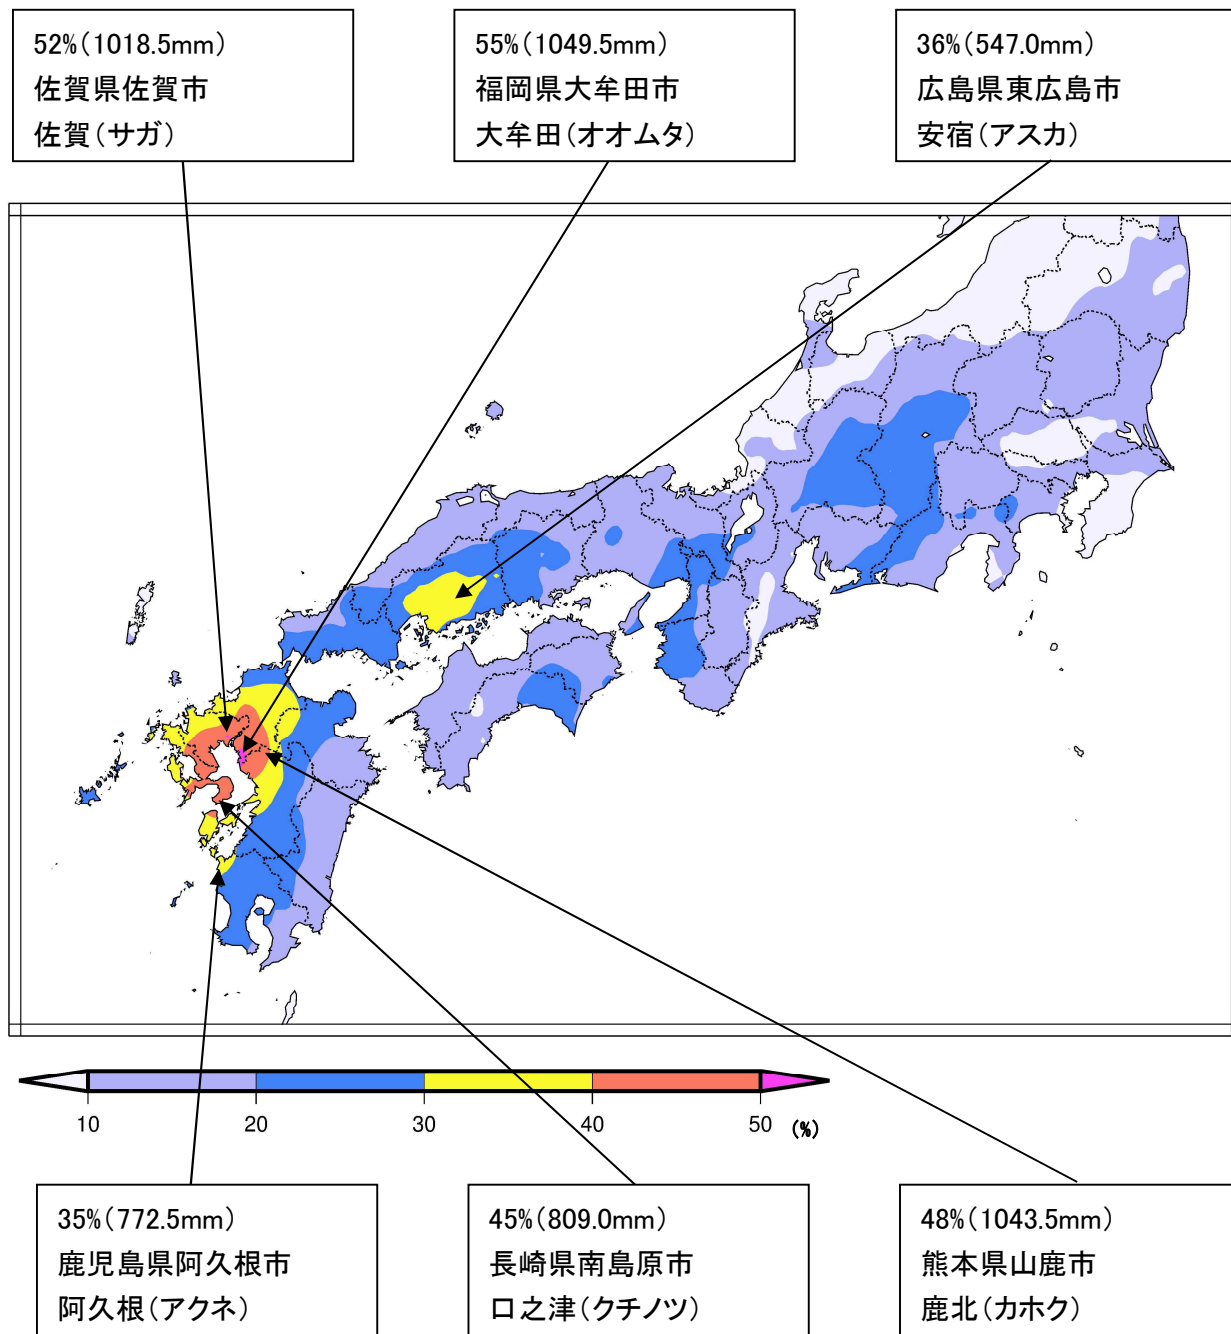 52%(1018.5mm)
佐賀県佐賀市
佐賀(サガ)
55%(1049.5mm)
福岡県大牟田市
大牟田(オオムタ)
36%(547.0mm)
広島県東広島市
安宿(アスカ)
10 20 30 40 50 (%)
35%(772.5mm)
鹿児島県阿久根市
阿久根(アクネ)
45%(809.0mm)
長崎県南島原市
口之津(クチノツ)
48%(1043.5mm)
熊本県山鹿市
鹿北(カホク)